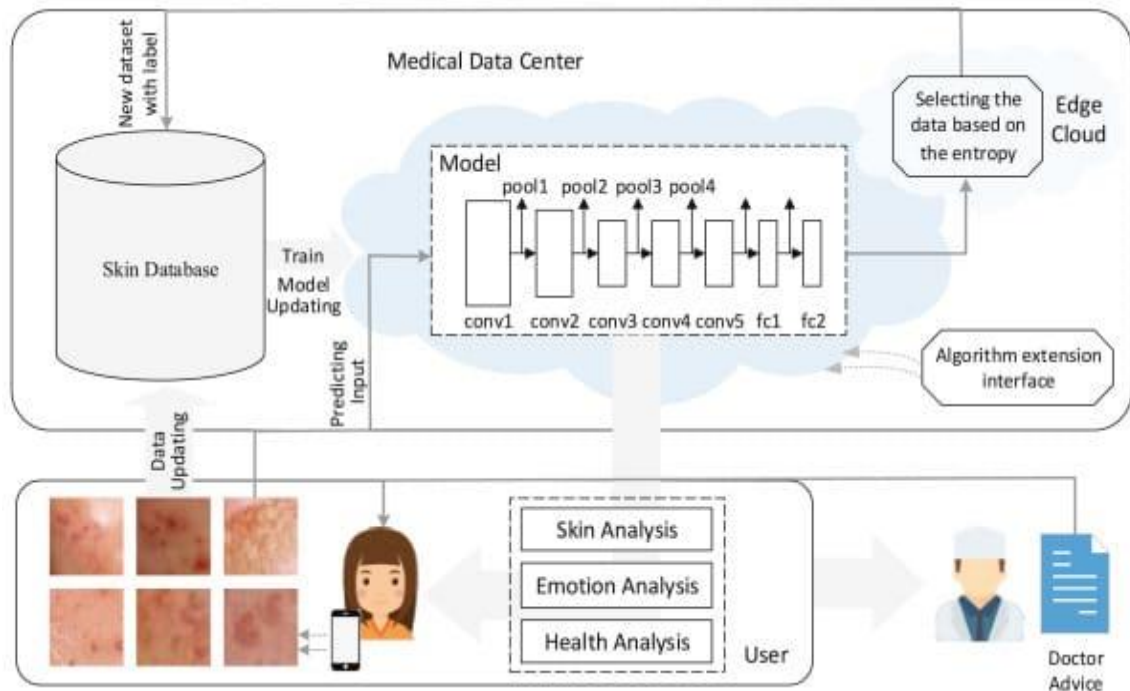 Medical Data Center
New dataset
with label
Selecting the
data based on
the entropy
Edge
Cloud
Model
pool1 pool2 pool3 pool4
Skin Database
Train
Model
Updating
conv1 conv2 conv3 conv4 conv5 fc1 fc2
Predicting
Input
Algorithm extension
interface
Data
Updating
Skin Analysis
Emotion Analysis
Health Analysis
User
Doctor
Advice